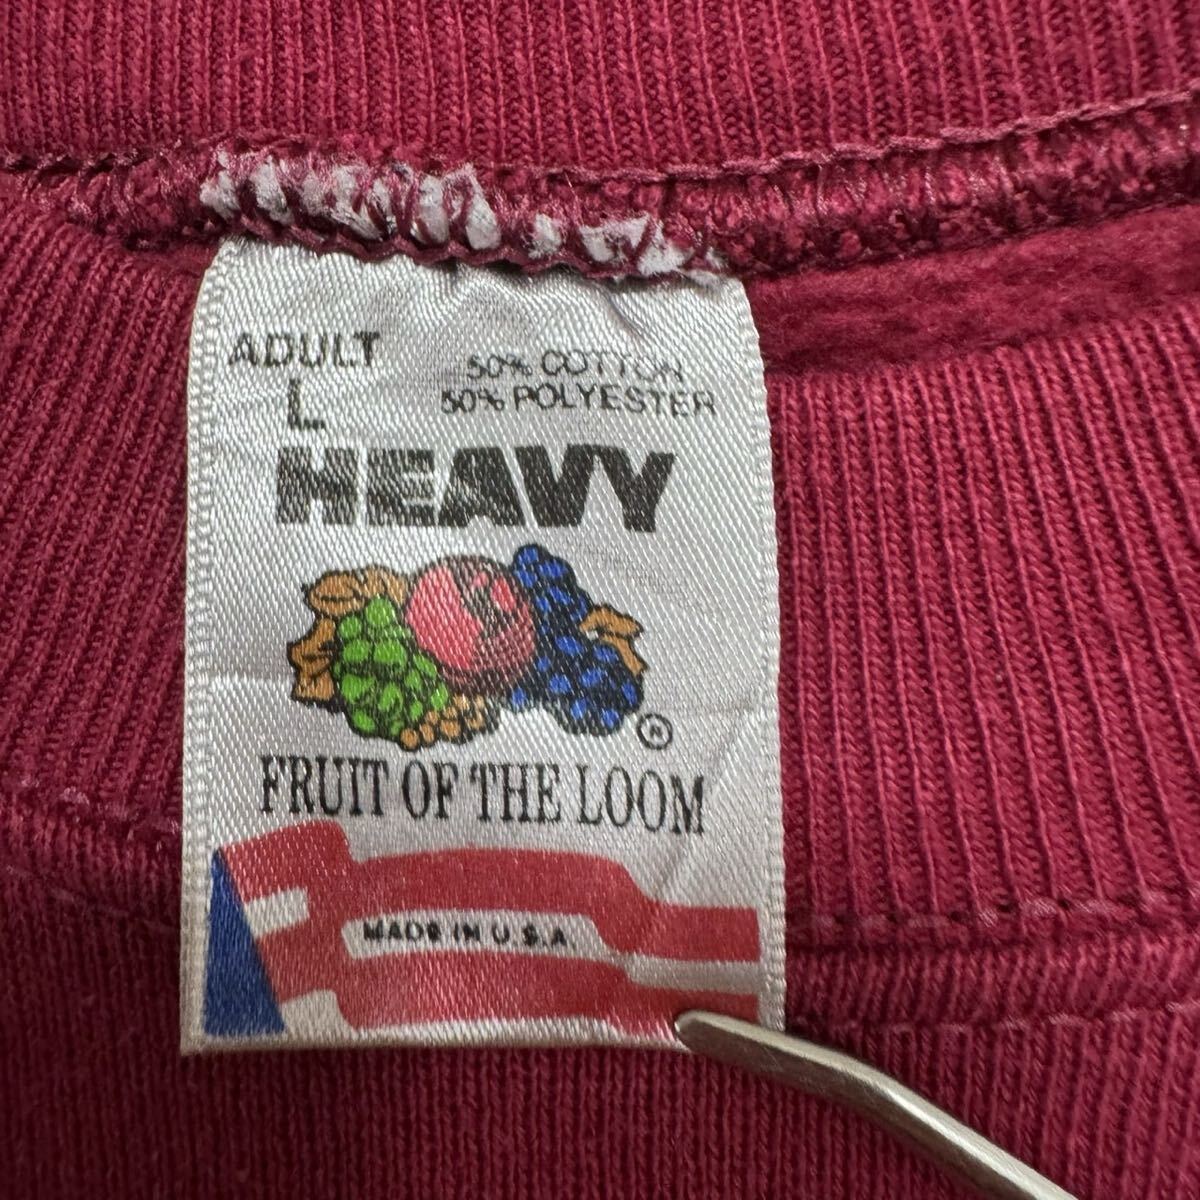 ADULT
L
50% COTTON
50% POLYESTER
HEAVY
®
FRUIT OF THE LOOM
MADE IN U.S.A.